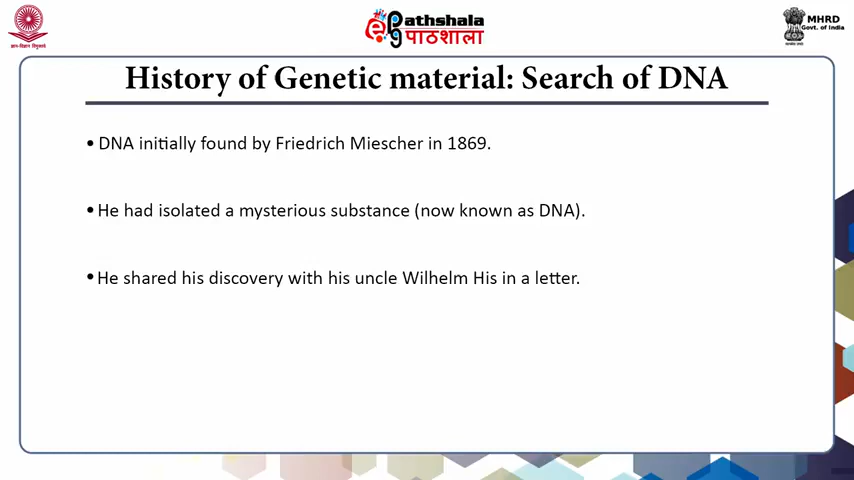 ज्ञान-विज्ञान विमुक्तये
ePathshala
पाठशाला
MHRD
Govt. of India
History of Genetic material: Search of DNA
• DNA initially found by Friedrich Miescher in 1869.
• He had isolated a mysterious substance (now known as DNA).
• He shared his discovery with his uncle Wilhelm His in a letter.